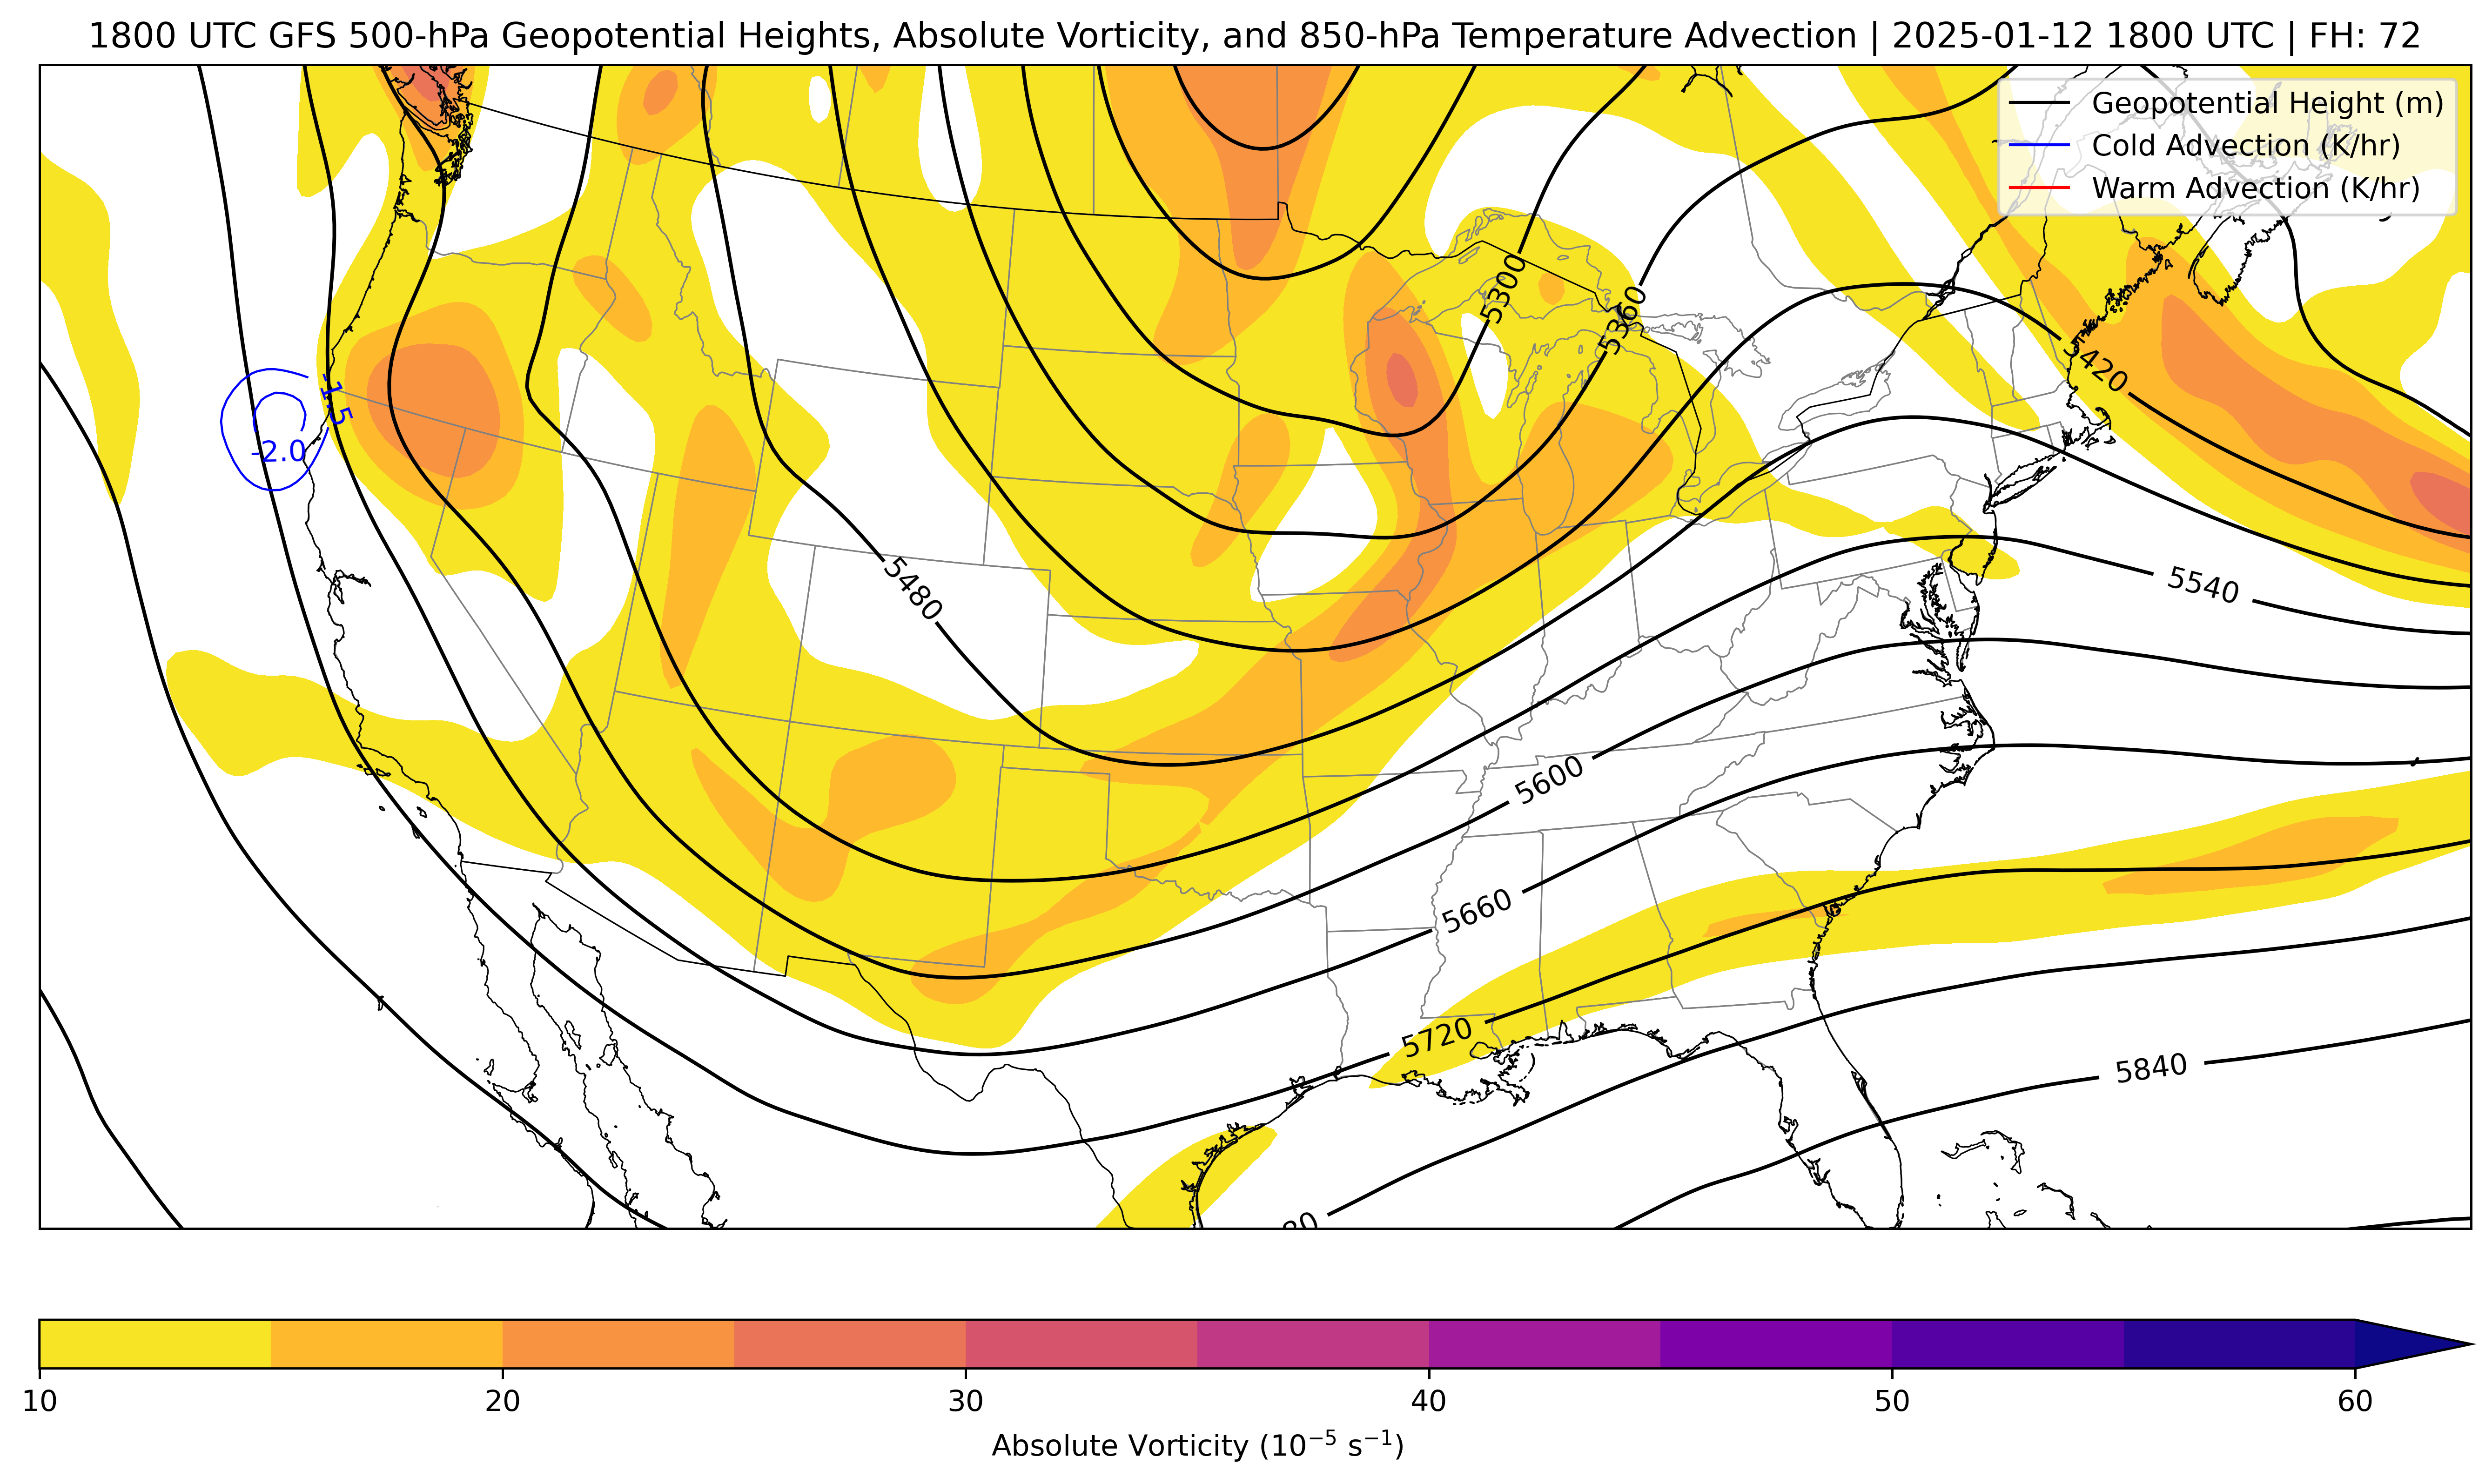 1800 UTC GFS 500-hPa Geopotential Heights, Absolute Vorticity, and 850-hPa Temperature Advection | 2025-01-12 1800 UTC | FH: 72
Geopotential Height (m)
Cold Advection (K/hr)
Warm Advection (K/hr)
5300
5360
5420
-1.5
-2.0
5480
5540
5600
5660
5720
5840
10 20 30 40 50 60
Absolute Vorticity (10⁻⁵ s⁻¹)